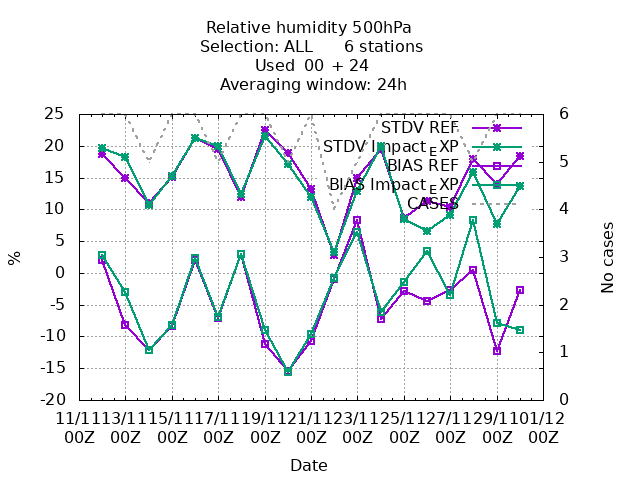 Relative humidity 500hPa
Selection: ALL 6 stations
Used 00 + 24
Averaging window: 24h
25
20
15
10
5
0
-5
-10
-15
-20
%
6
5
4
3
2
1
0
No cases
STDV REF
STDV Impact_EXP
BIAS REF
BIAS Impact_EXP
CASES
11/11 13/11 15/11 17/11 19/11 21/11 23/11 25/11 27/11 29/11 01/12
00Z 00Z 00Z 00Z 00Z 00Z 00Z 00Z 00Z 00Z 00Z
Date